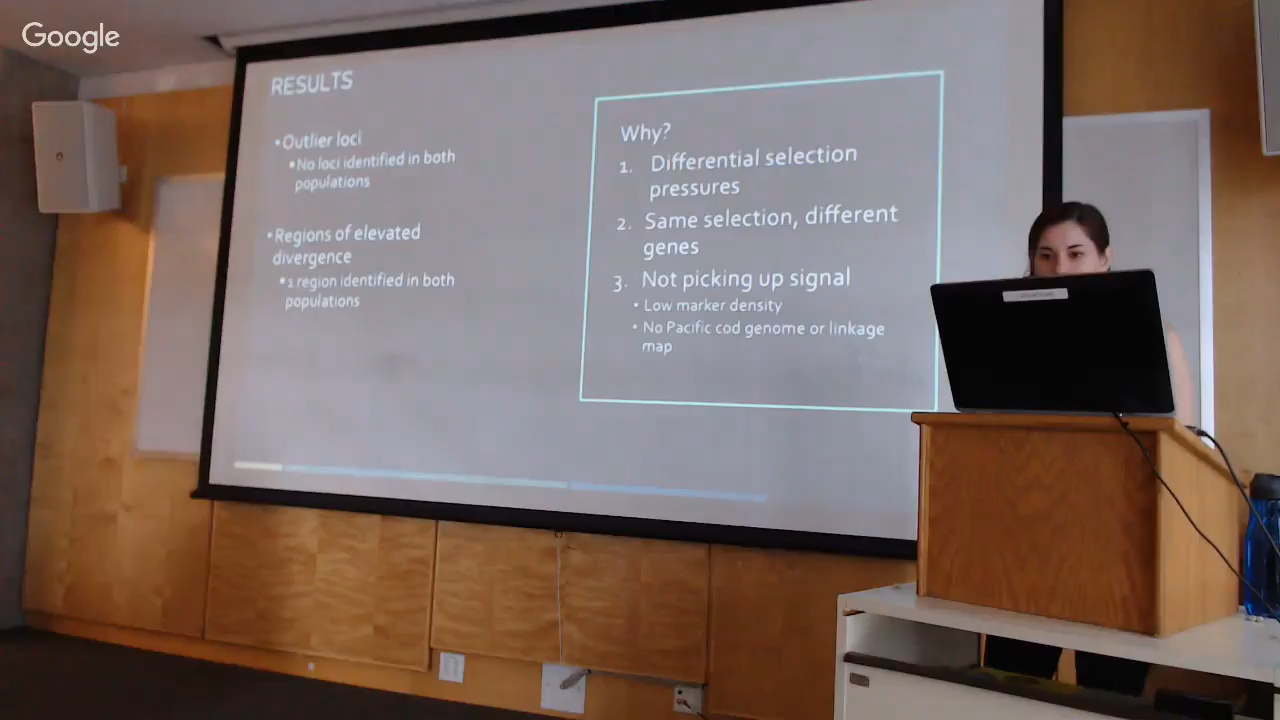 Google
RESULTS
•Outlier loci
•No loci identified in both
populations
•Regions of elevated
divergence
•1 region identified in both
populations
Why?
1. Differential selection
pressures
2. Same selection, different
genes
3. Not picking up signal
• Low marker density
• No Pacific cod genome or linkage
map